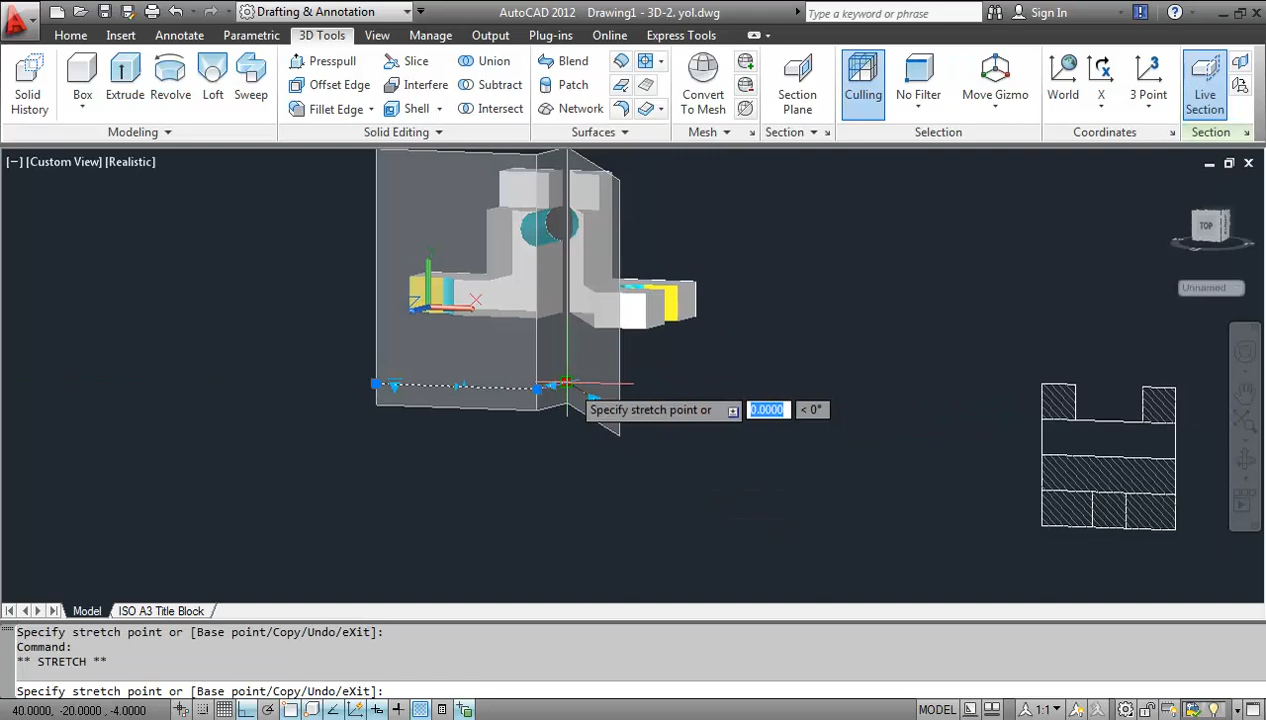 Drafting & Annotation
AutoCAD 2012 Drawing1 - 3D-2. yol.dwg
Type a keyword or phrase
Sign In
Home Insert Annotate Parametric 3D Tools View Manage Output Plug-ins Online Express Tools
Solid History
Box
Extrude
Revolve
Loft
Sweep
Presspull
Offset Edge
Fillet Edge
Slice
Interfere
Shell
Union
Subtract
Intersect
Blend
Patch
Network
Convert To Mesh
Section Plane
Culling
No Filter
Move Gizmo
World
X
3 Point
Live Section
Modeling
Solid Editing
Surfaces
Mesh
Section
Selection
Coordinates
Section
[−] [Custom View] [Realistic]
TOP
Unnamed
X
Specify stretch point or 0.0000 < 0°
Model ISO A3 Title Block
Specify stretch point or [Base point/Copy/Undo/eXit]:
Command:
** STRETCH **
Specify stretch point or [Base point/Copy/Undo/eXit]:
40.0000, -20.0000 , -4.0000
MODEL
1:1